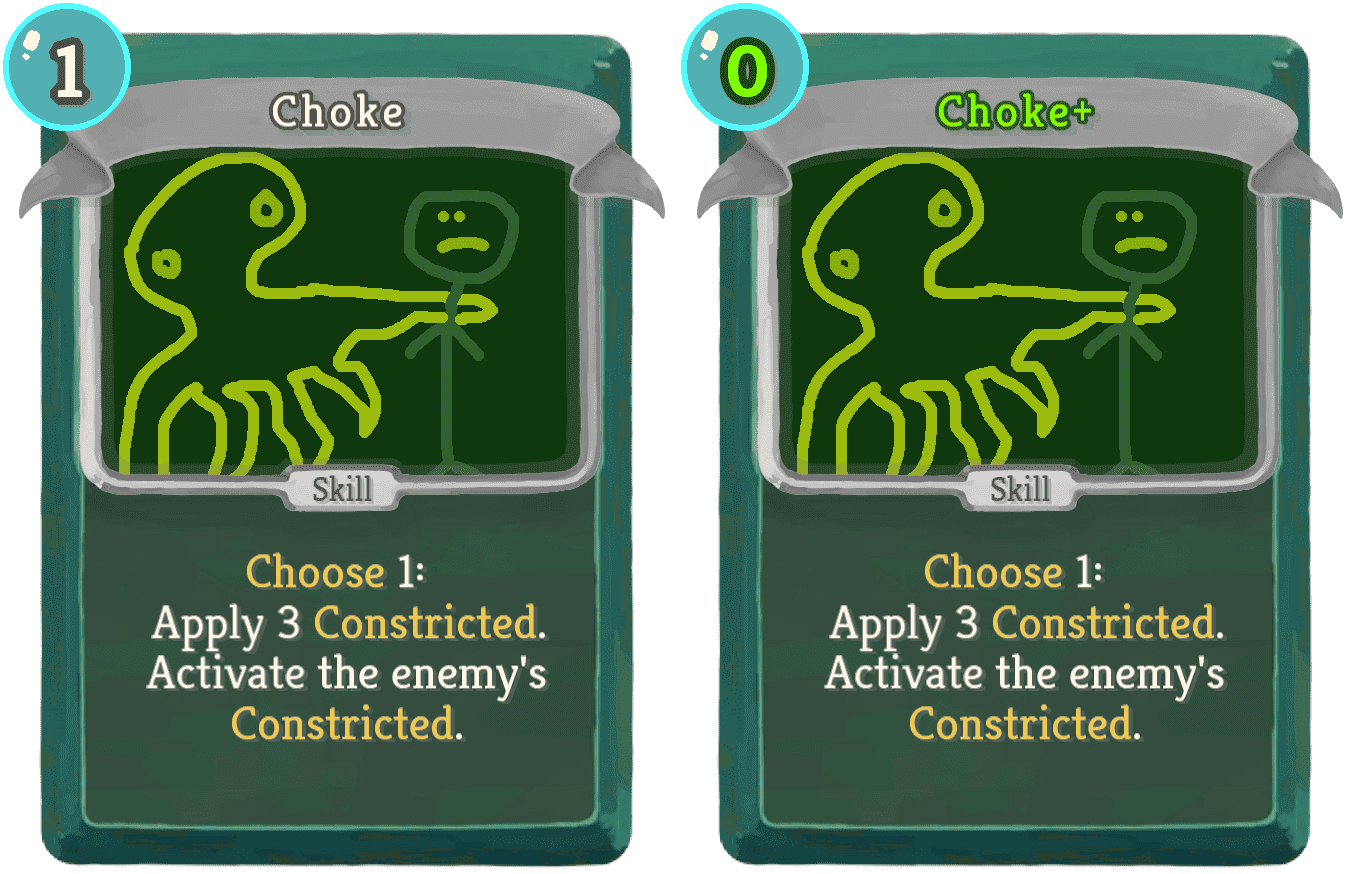 1
Choke
Skill
Choose 1:
Apply 3 Constricted.
Activate the enemy's
Constricted.
0
Choke+
Skill
Choose 1:
Apply 3 Constricted.
Activate the enemy's
Constricted.